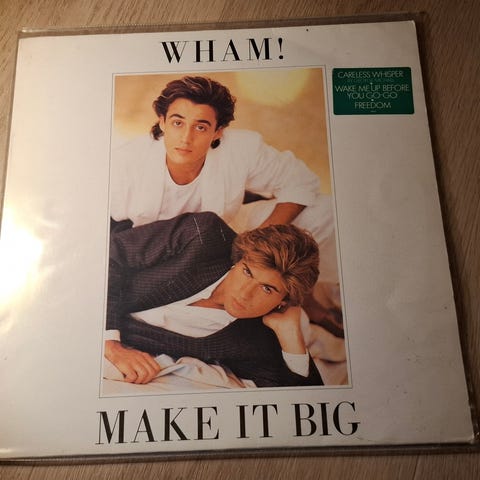 WHAM!
CARELESS WHISPER
WAKE ME UP BEFORE
YOU GO-GO
FREEDOM
MAKE IT BIG